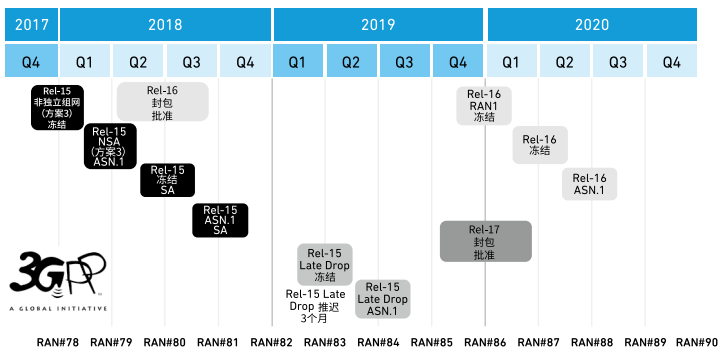 2017
2018
2019
2020
Q4
Q1
Q2
Q3
Q4
Q1
Q2
Q3
Q4
Q1
Q2
Q3
Q4
Rel-15
非独立组网
(方案3)
冻结
Rel-16
封包
批准
Rel-15
NSA
(方案3)
ASN.1
Rel-15
冻结
SA
Rel-15
ASN.1
SA
Rel-16
RAN1
冻结
Rel-16
冻结
Rel-16
ASN.1
Rel-17
封包
批准
Rel-15
Late Drop
冻结
Rel-15 Late
Drop 推迟
3个月
Rel-15
Late Drop
ASN.1
3GPP
A GLOBAL INITIATIVE
RAN#78
RAN#79
RAN#80
RAN#81
RAN#82
RAN#83
RAN#84
RAN#85
RAN#86
RAN#87
RAN#88
RAN#89
RAN#90